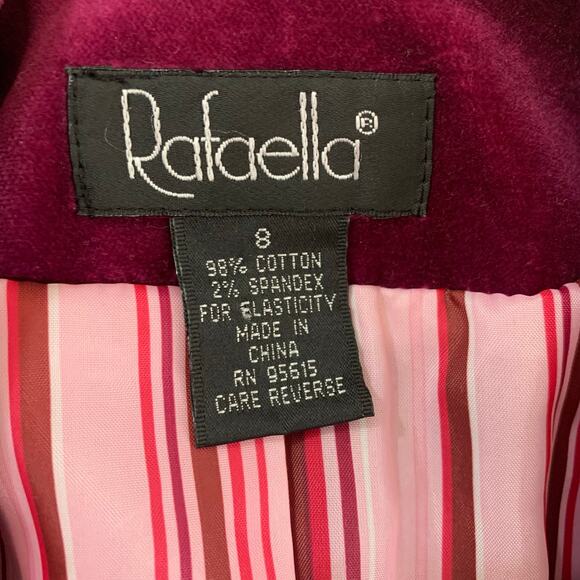 Rafaella®
8
98% COTTON
2% SPANDEX
FOR ELASTICITY
MADE IN
CHINA
RN 95615
CARE REVERSE